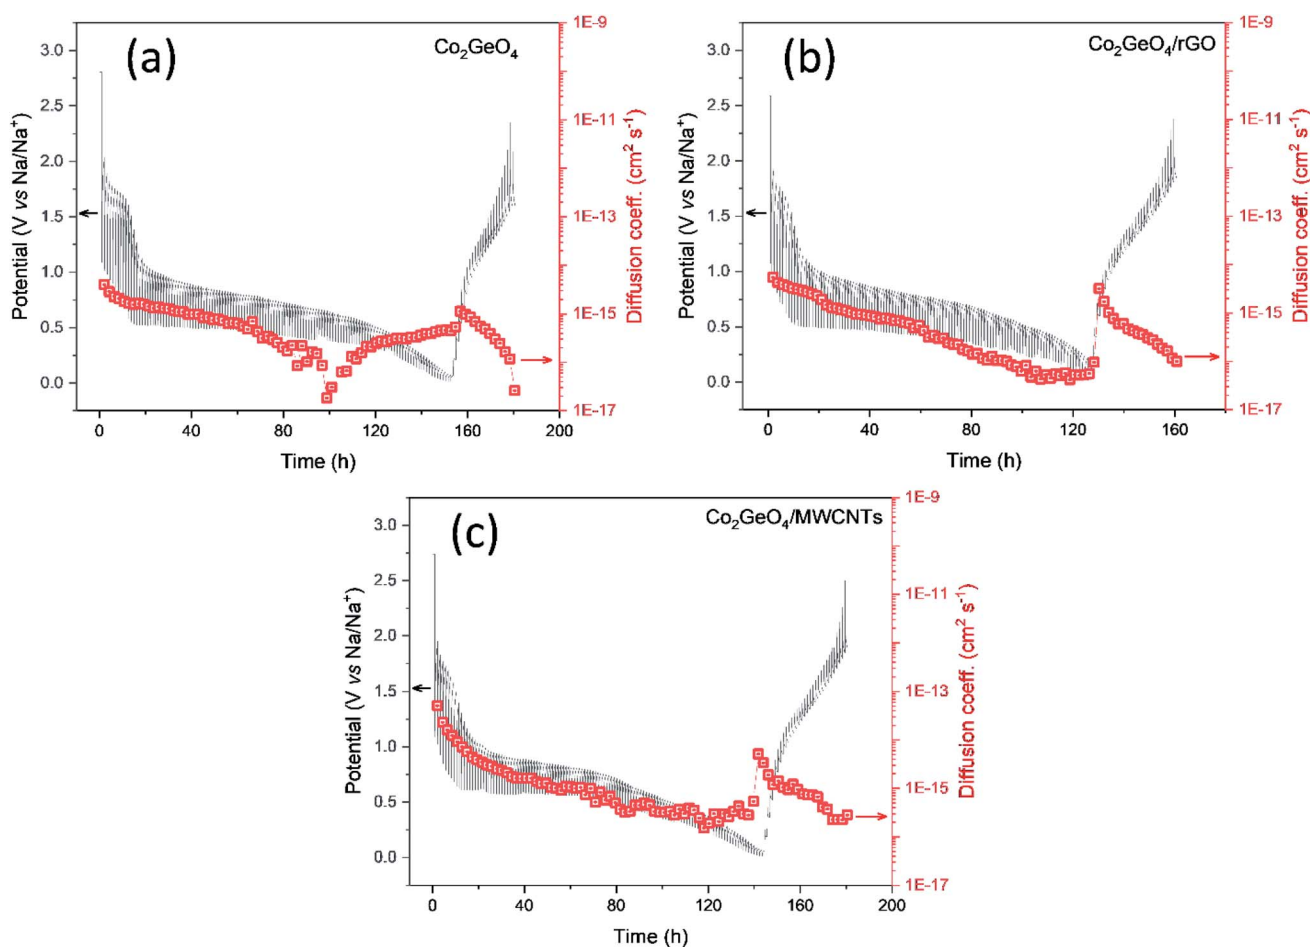 (a)
Co₂GeO₄
Potential (V vs Na/Na⁺)
3.0
2.5
2.0
1.5
1.0
0.5
0.0
1E-9
1E-11
1E-13
1E-15
1E-17
Diffusion coeff. (cm² s⁻¹)
0 40 80 120 160 200
Time (h)
(b)
Co₂GeO₄/rGO
Potential (V vs Na/Na⁺)
3.0
2.5
2.0
1.5
1.0
0.5
0.0
1E-9
1E-11
1E-13
1E-15
1E-17
Diffusion coeff. (cm² s⁻¹)
0 40 80 120 160
Time (h)
(c)
Co₂GeO₄/MWCNTs
Potential (V vs Na/Na⁺)
3.0
2.5
2.0
1.5
1.0
0.5
0.0
1E-9
1E-11
1E-13
1E-15
1E-17
Diffusion coeff. (cm² s⁻¹)
0 40 80 120 160 200
Time (h)